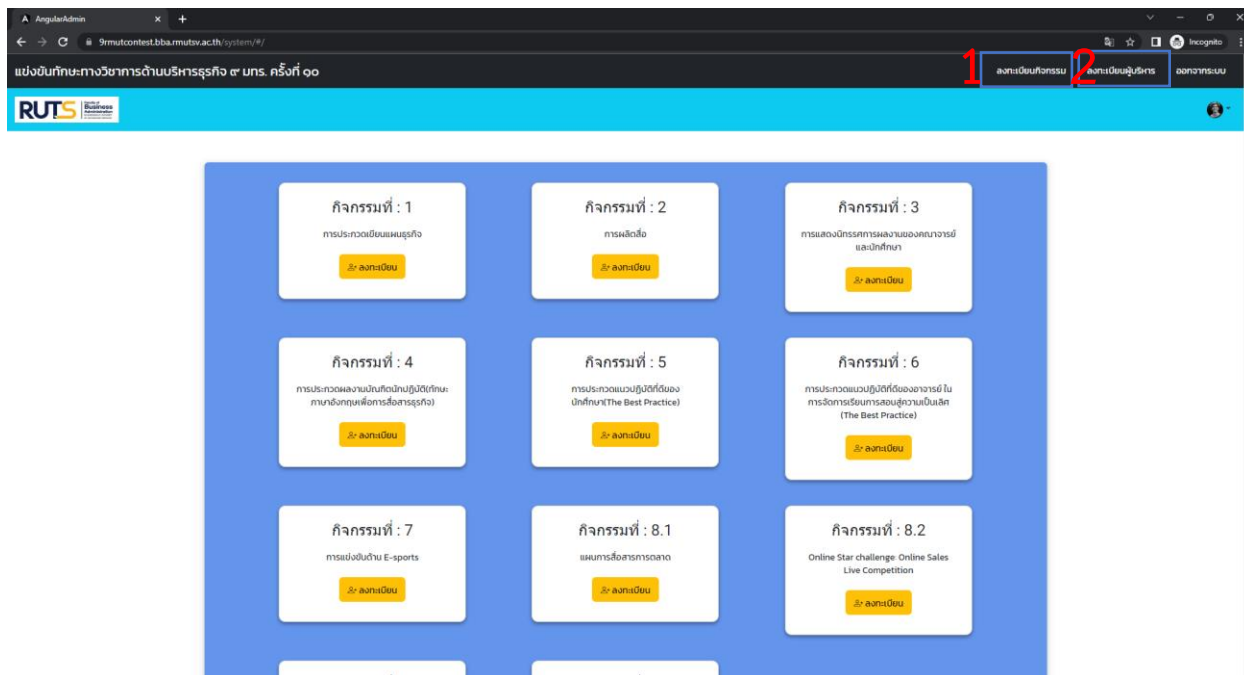 AngularAdmin
9rmutcontest.bba.rmutsv.ac.th/system/#/
Incognito
แข่งขันทักษะทางวิชาการด้านบริหารธุรกิจ ๙ มทร. ครั้งที่ ๑๐
1 ลงทะเบียนกิจกรรม 2 ลงทะเบียนผู้บริหาร ออกจากระบบ
RUTS
Business
กิจกรรมที่ : 1
การประกวดเขียนแผนธุรกิจ
ลงทะเบียน
กิจกรรมที่ : 2
การผลิตสื่อ
ลงทะเบียน
กิจกรรมที่ : 3
การแสดงนิทรรศการผลงานของคณาจารย์
และนักศึกษา
ลงทะเบียน
กิจกรรมที่ : 4
การประกวดผลงานบัณฑิตนักปฏิบัติ(ทักษะ
ภาษาอังกฤษเพื่อการสื่อสารธุรกิจ)
ลงทะเบียน
กิจกรรมที่ : 5
การประกวดแนวปฏิบัติที่ดีของ
นักศึกษา(The Best Practice)
ลงทะเบียน
กิจกรรมที่ : 6
การประกวดแนวปฏิบัติที่ดีของอาจารย์ ใน
การจัดการเรียนการสอนสู่ความเป็นเลิศ
(The Best Practice)
ลงทะเบียน
กิจกรรมที่ : 7
การแข่งขันด้าน E-sports
ลงทะเบียน
กิจกรรมที่ : 8.1
แผนการสื่อสารการตลาด
ลงทะเบียน
กิจกรรมที่ : 8.2
Online Star challenge: Online Sales
Live Competition
ลงทะเบียน